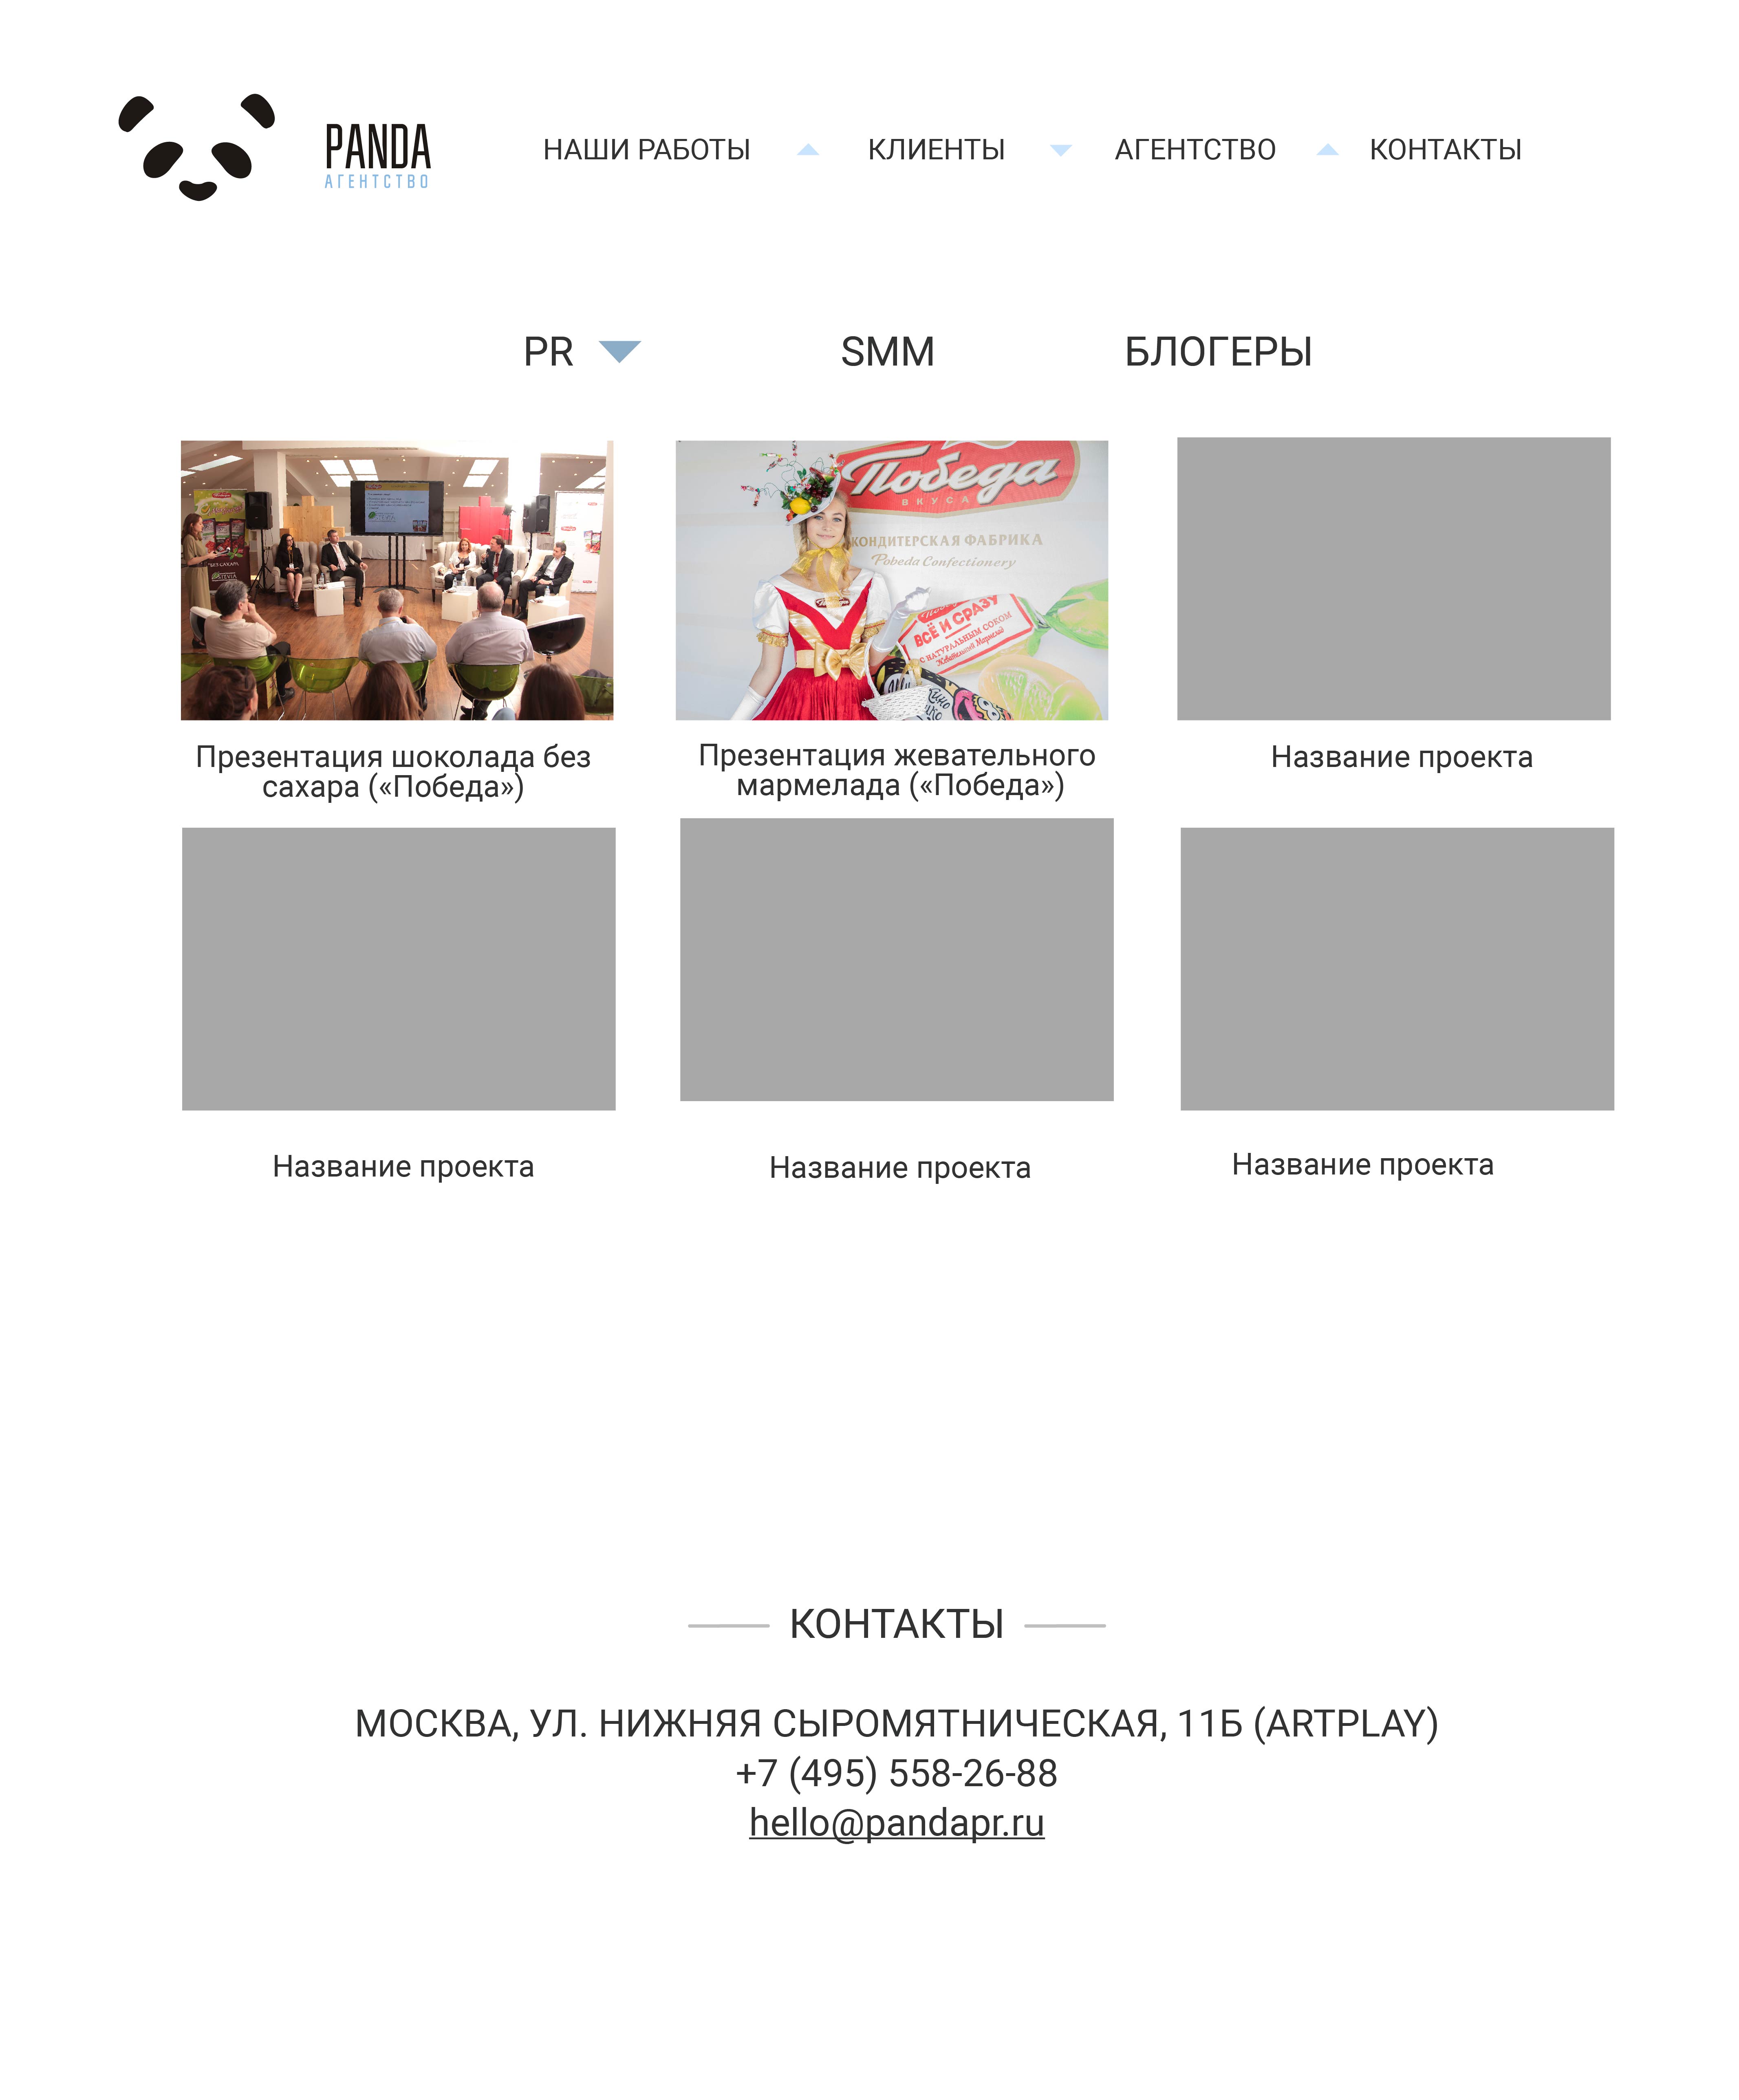 PANDA
АГЕНТСТВО
НАШИ РАБОТЫ
КЛИЕНТЫ
АГЕНТСТВО
КОНТАКТЫ
PR
SMM
БЛОГЕРЫ
Победа
ВКУСА
КОНДИТЕРСКАЯ ФАБРИКА
Pobeda Confectionery
ВСЁ И СРАЗУ
С НАТУРАЛЬНЫМ СОКОМ
Жевательный Мармелад
Презентация шоколада без
сахара («Победа»)
Презентация жевательного
мармелада («Победа»)
Название проекта
Название проекта
Название проекта
Название проекта
КОНТАКТЫ
МОСКВА, УЛ. НИЖНЯЯ СЫРОМЯТНИЧЕСКАЯ, 11Б (ARTPLAY)
+7 (495) 558-26-88
hello@pandapr.ru